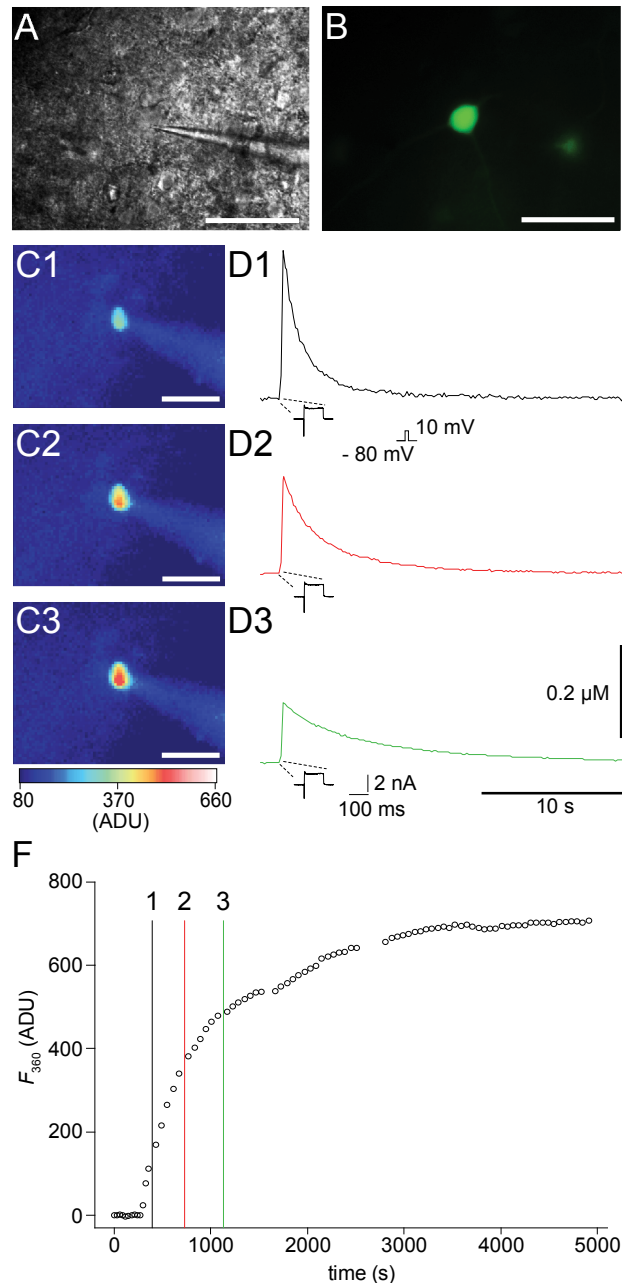 A
B
C1
D1
10 mV
- 80 mV
C2
D2
C3
D3
0.2 µM
80 370 660
(ADU)
2 nA
100 ms
10 s
F
1 2 3
800
600
400
200
0
F360 (ADU)
0 1000 2000 3000 4000 5000
time (s)